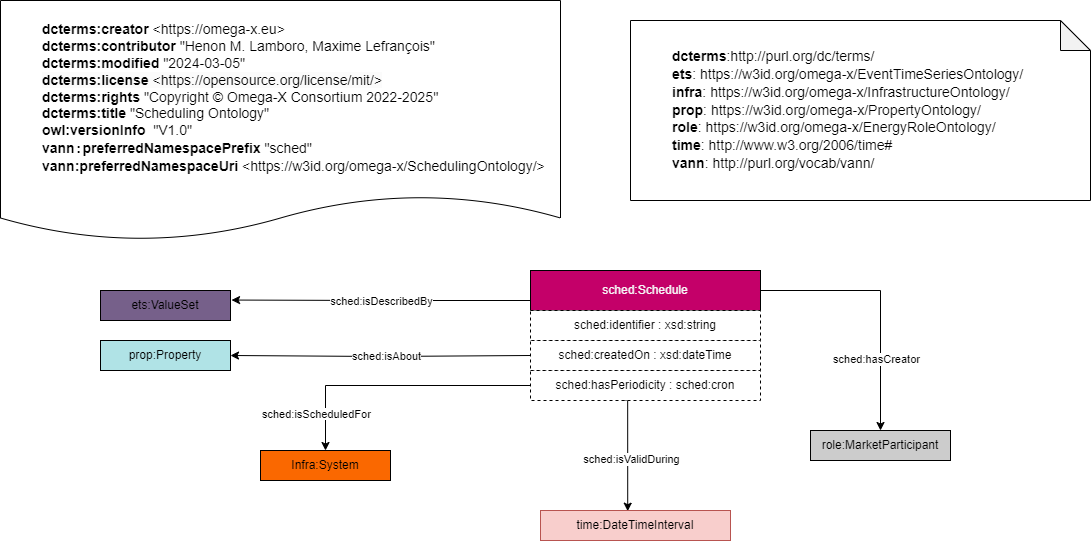 dcterms:creator <https://omega-x.eu>
dcterms:contributor "Henon M. Lamboro, Maxime Lefrançois"
dcterms:modified "2024-03-05"
dcterms:license <https://opensource.org/license/mit/>
dcterms:rights "Copyright © Omega-X Consortium 2022-2025"
dcterms:title "Scheduling Ontology"
owl:versionInfo "V1.0"
vann:preferredNamespacePrefix "sched"
vann:preferredNamespaceUri <https://w3id.org/omega-x/SchedulingOntology/>
dcterms:http://purl.org/dc/terms/
ets: https://w3id.org/omega-x/EventTimeSeriesOntology/
infra: https://w3id.org/omega-x/InfrastructureOntology/
prop: https://w3id.org/omega-x/PropertyOntology/
role: https://w3id.org/omega-x/EnergyRoleOntology/
time: http://www.w3.org/2006/time#
vann: http://purl.org/vocab/vann/
sched:Schedule
sched:identifier : xsd:string
sched:createdOn : xsd:dateTime
sched:hasPeriodicity : sched:cron
sched:isDescribedBy
ets:ValueSet
sched:isAbout
prop:Property
sched:isScheduledFor
Infra:System
sched:isValidDuring
time:DateTimeInterval
sched:hasCreator
role:MarketParticipant